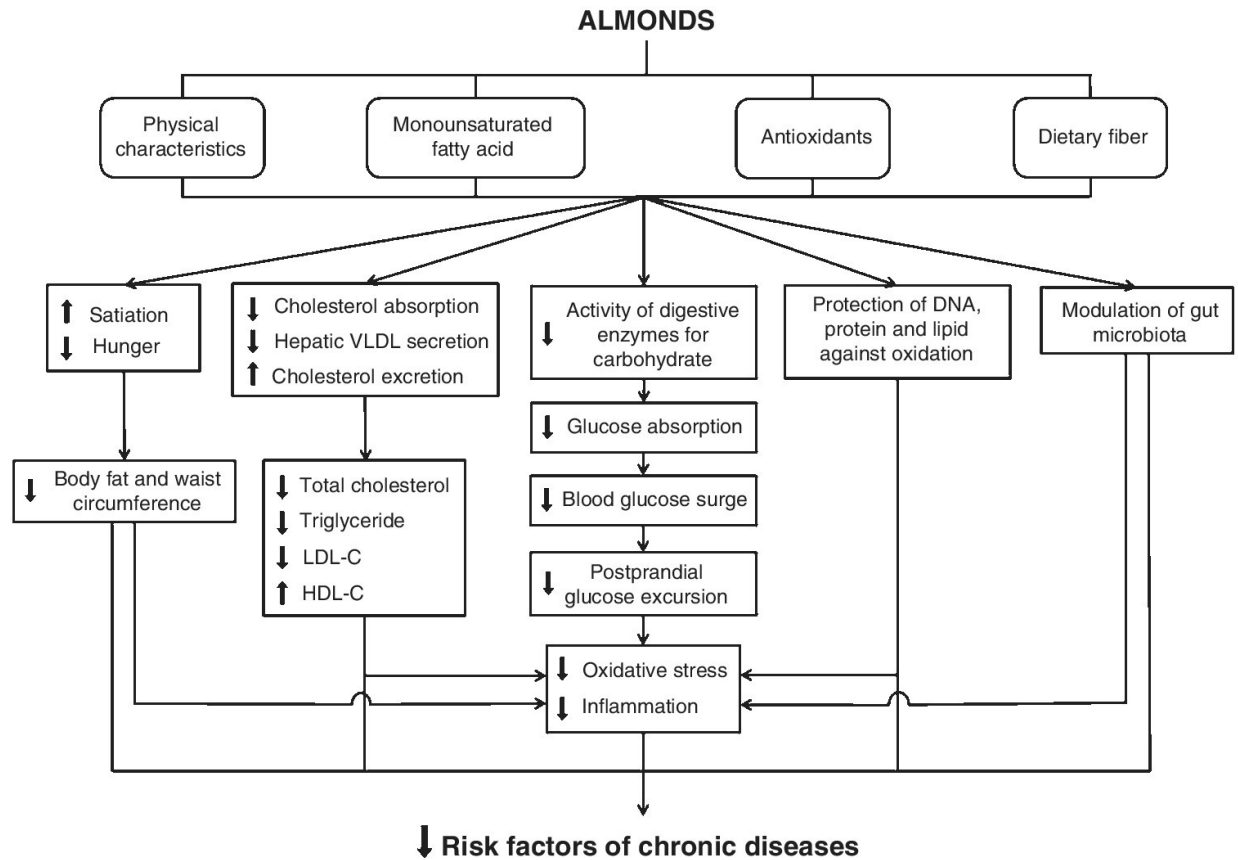 ALMONDS
Physical
characteristics
Monounsaturated
fatty acid
Antioxidants
Dietary fiber
↑ Satiation
↓ Hunger
↓ Cholesterol absorption
↓ Hepatic VLDL secretion
↑ Cholesterol excretion
Activity of digestive
↓ enzymes for
carbohydrate
Protection of DNA,
protein and lipid
against oxidation
Modulation of gut
microbiota
↓ Glucose absorption
↓ Body fat and waist
circumference
↓ Total cholesterol
↓ Triglyceride
↓ LDL-C
↑ HDL-C
↓ Blood glucose surge
↓ Postprandial
glucose excursion
↓ Oxidative stress
↓ Inflammation
↓ Risk factors of chronic diseases